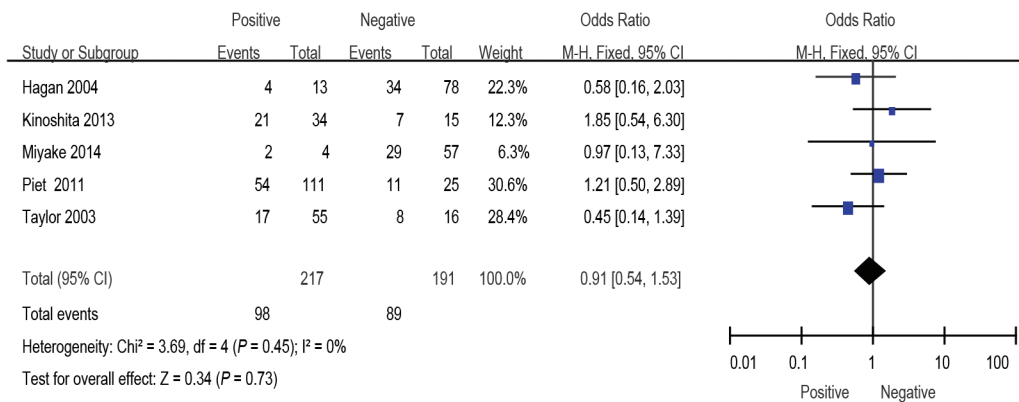 Positive Negative Odds Ratio Odds Ratio
Study or Subgroup Events Total Events Total Weight M-H, Fixed, 95% CI M-H, Fixed, 95% CI
Hagan 2004 4 13 34 78 22.3% 0.58 [0.16, 2.03]
Kinoshita 2013 21 34 7 15 12.3% 1.85 [0.54, 6.30]
Miyake 2014 2 4 29 57 6.3% 0.97 [0.13, 7.33]
Piet 2011 54 111 11 25 30.6% 1.21 [0.50, 2.89]
Taylor 2003 17 55 8 16 28.4% 0.45 [0.14, 1.39]
Total (95% CI) 217 191 100.0% 0.91 [0.54, 1.53]
Total events 98 89
Heterogeneity: Chi² = 3.69, df = 4 (P = 0.45); I² = 0%
Test for overall effect: Z = 0.34 (P = 0.73)
0.01 0.1 1 10 100
Positive Negative